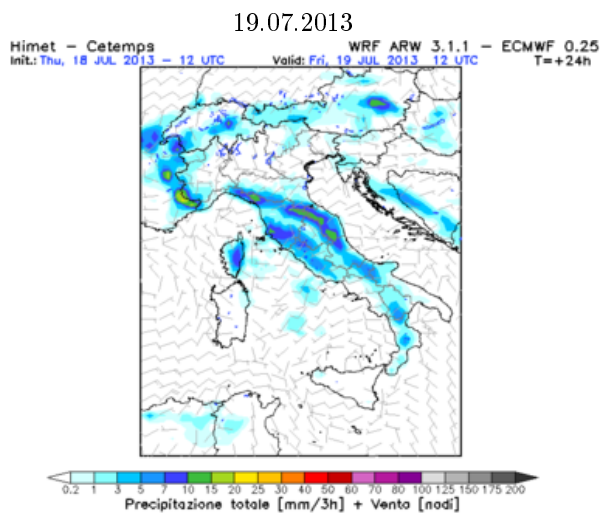 19.07.2013
Himet - Cetemps WRF ARW 3.1.1 - ECMWF 0.25
Init.: Thu, 18 JUL 2013 - 12 UTC Valid: Fri, 19 JUL 2013 12 UTC T=+24h
0.2 1 3 5 7 10 15 20 25 30 40 50 60 70 80 100 125 150 175 200
Precipitazione totale [mm/3h] + Vento [nodi]